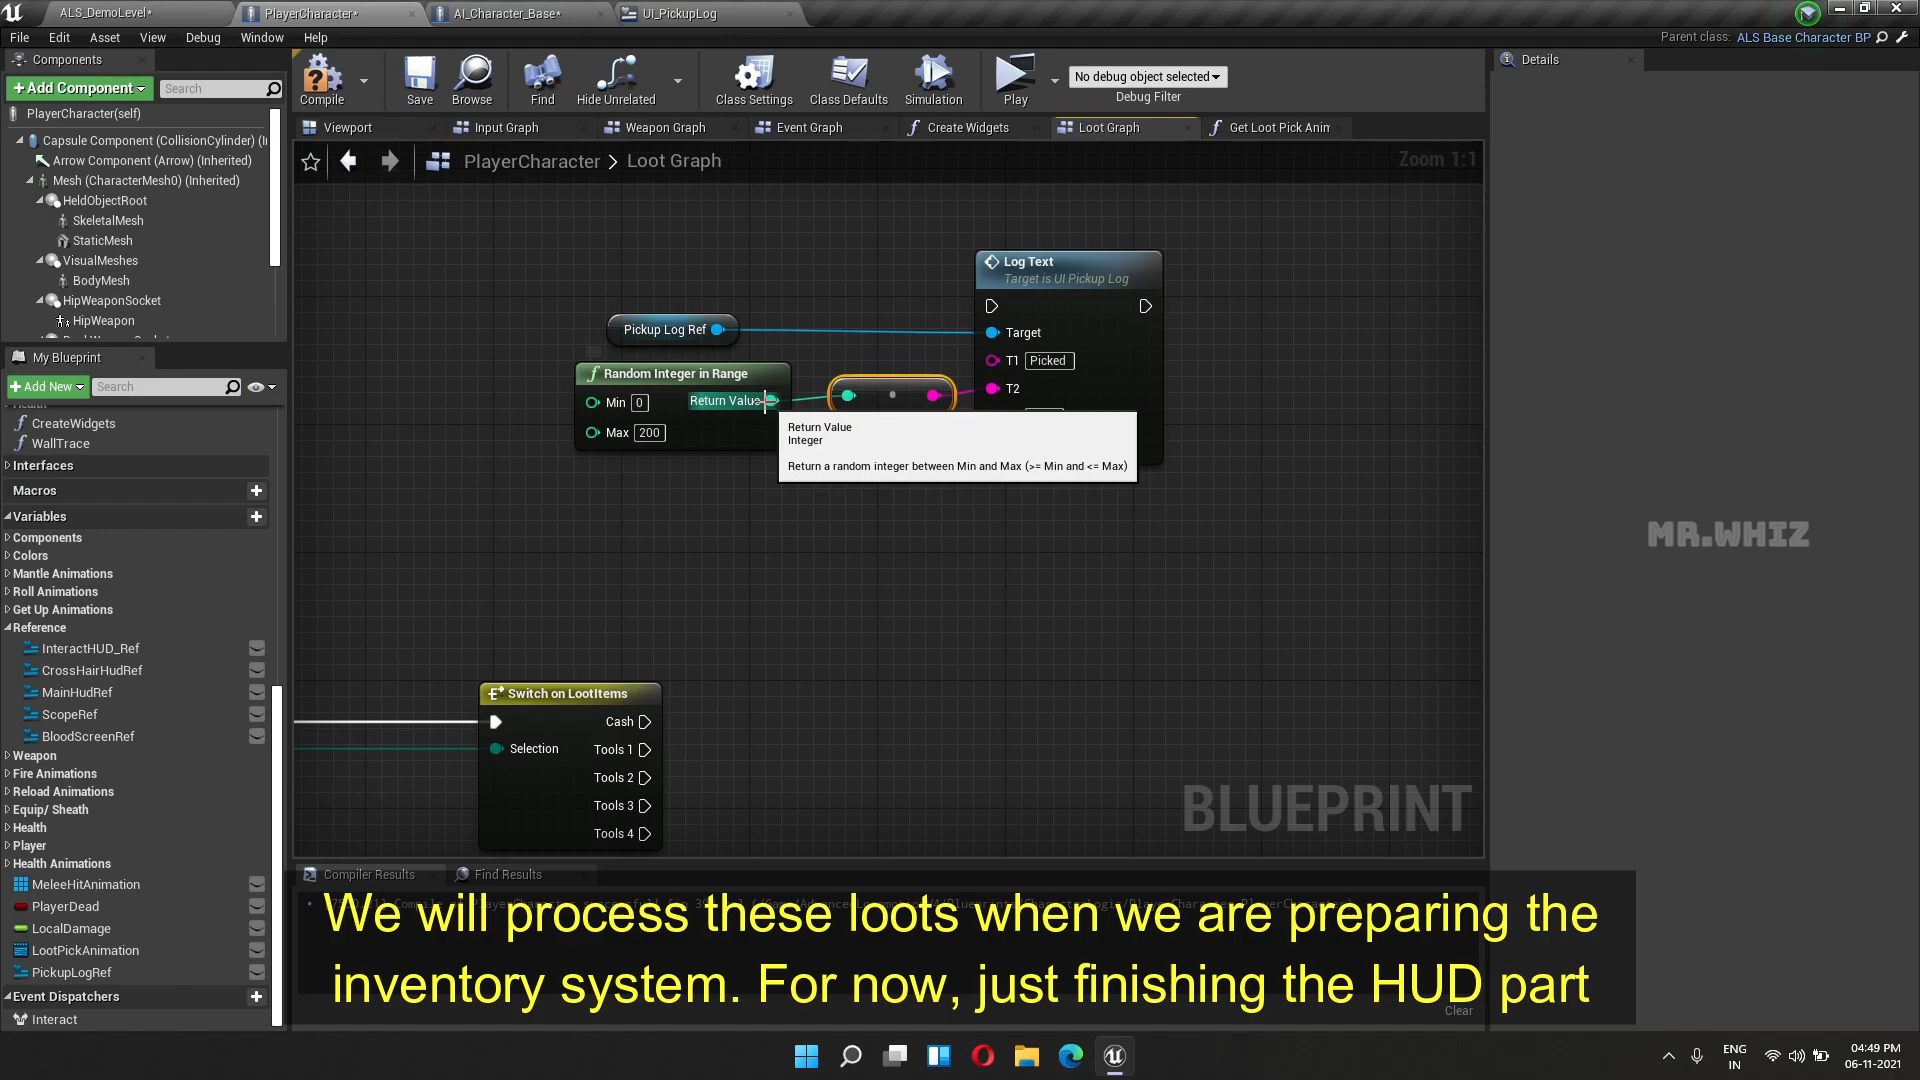 ALS_DemoLevel*
PlayerCharacter*
AI_Character_Base*
UI_PickupLog
File Edit Asset View Debug Window Help
Parent class: ALS Base Character BP
Components
Details
+Add Component
Search
Compile
Save
Browse
Find
Hide Unrelated
Class Settings
Class Defaults
Simulation
Play
No debug object selected
Debug Filter
PlayerCharacter(self)
Capsule Component (CollisionCylinder) (I
Arrow Component (Arrow) (Inherited)
Mesh (CharacterMesh0) (Inherited)
HeldObjectRoot
SkeletalMesh
StaticMesh
VisualMeshes
BodyMesh
HipWeaponSocket
HipWeapon
Viewport
Input Graph
Weapon Graph
Event Graph
Create Widgets
Loot Graph
Get Loot Pick Anim
PlayerCharacter > Loot Graph
Zoom 1:1
My Blueprint
+Add New
Search
CreateWidgets
WallTrace
Interfaces
Macros
Variables
Components
Colors
Mantle Animations
Roll Animations
Get Up Animations
Reference
InteractHUD_Ref
CrossHairHudRef
MainHudRef
ScopeRef
BloodScreenRef
Weapon
Fire Animations
Reload Animations
Equip/ Sheath
Health
Player
Health Animations
MeleeHitAnimation
PlayerDead
LocalDamage
LootPickAnimation
PickupLogRef
Event Dispatchers
Interact
Log Text
Target is UI Pickup Log
Target
T1 Picked
T2
Pickup Log Ref
Random Integer in Range
Min 0
Return Value
Max 200
Return Value
Integer
Return a random integer between Min and Max (>= Min and <= Max)
Switch on LootItems
Cash
Selection
Tools 1
Tools 2
Tools 3
Tools 4
BLUEPRINT
MR.WHIZ
Compiler Results
Find Results
We will process these loots when we are preparing the
inventory system. For now, just finishing the HUD part
Clear
ENG
IN
04:49 PM
06-11-2021